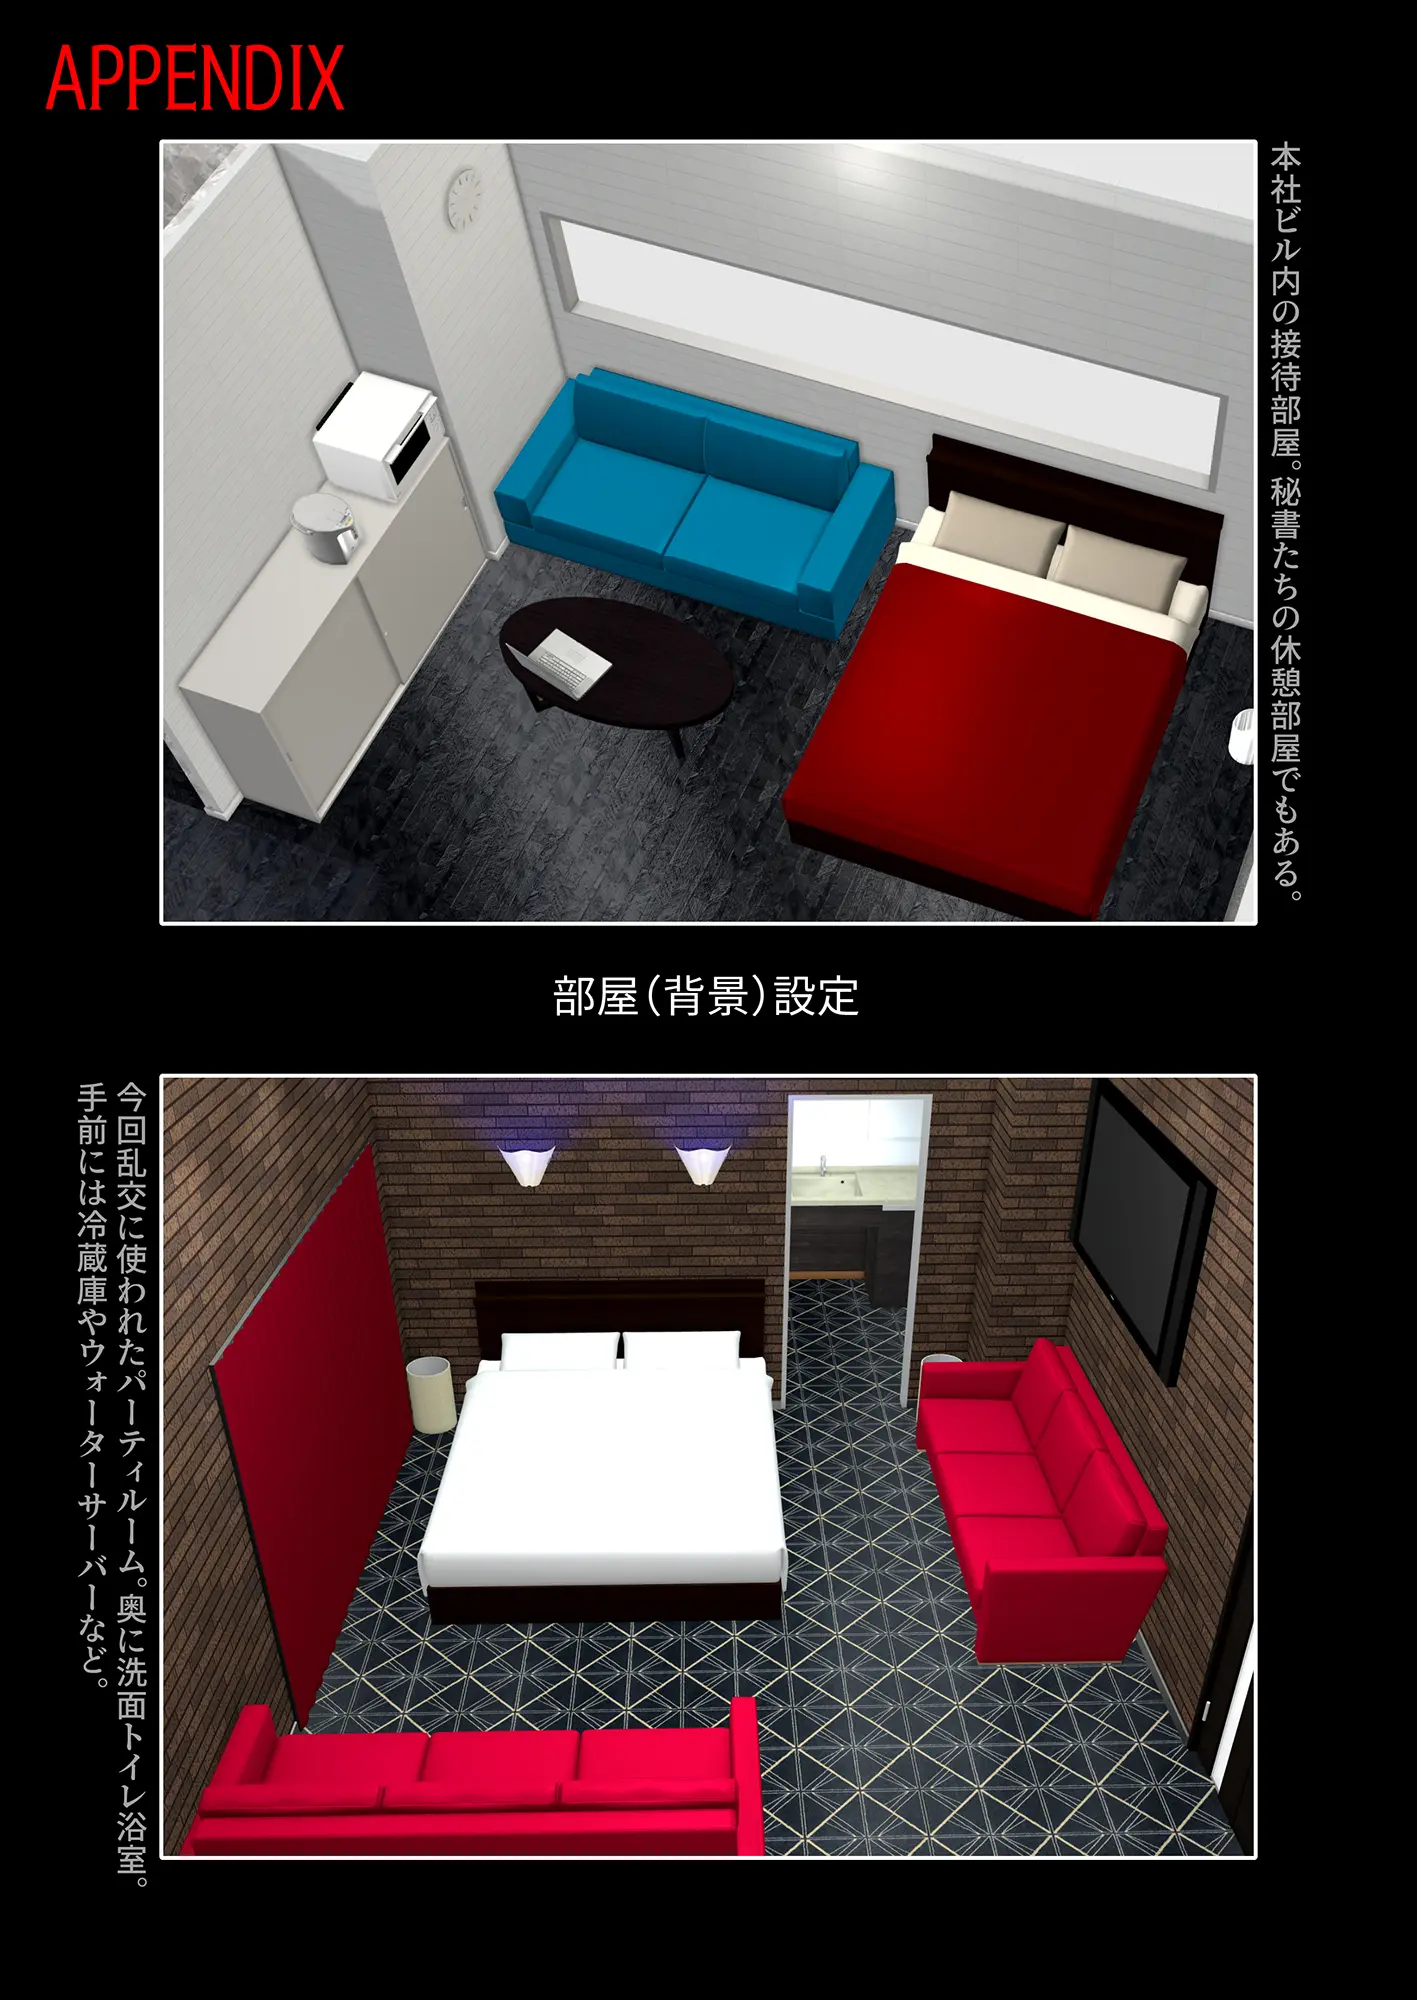 APPENDIX
本社ビル内の接待部屋。秘書たちの休憩部屋でもある。
部屋（背景）設定
今回乱交に使われたパーティルーム。奥に洗面トイレ浴室。
手前には冷蔵庫やウォーターサーバーなど。